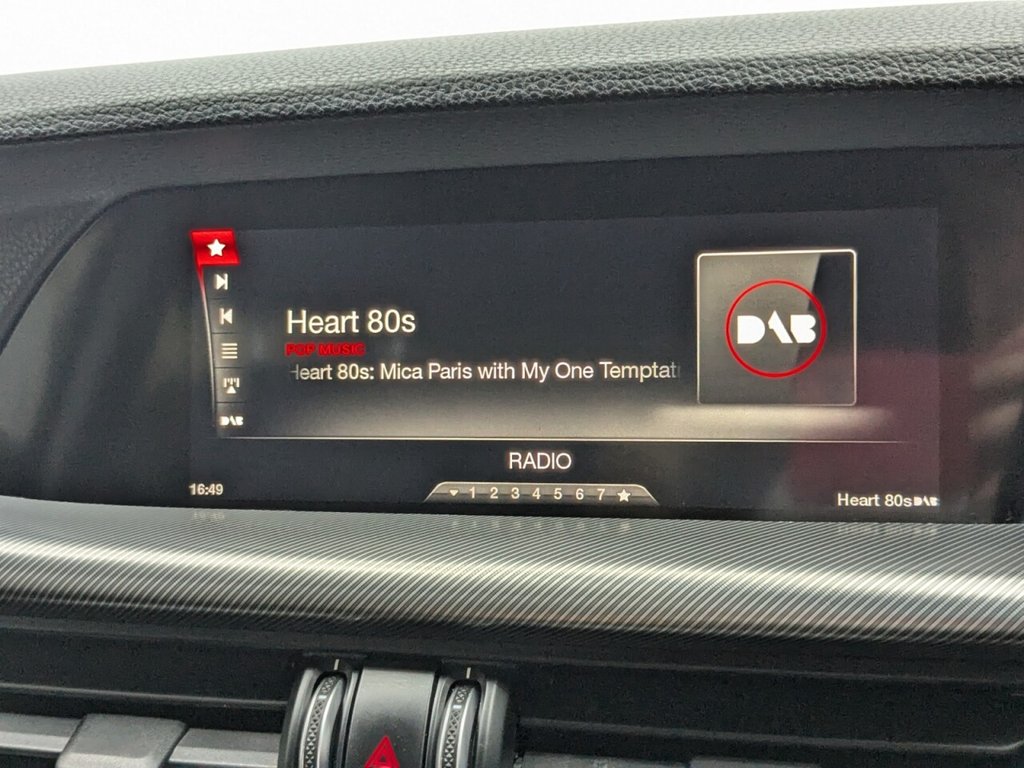 Heart 80s
POP MUSIC
Heart 80s: Mica Paris with My One Temptat
DAB
DAB
RADIO
16:49
1 2 3 4 5 6 7
Heart 80s DAB